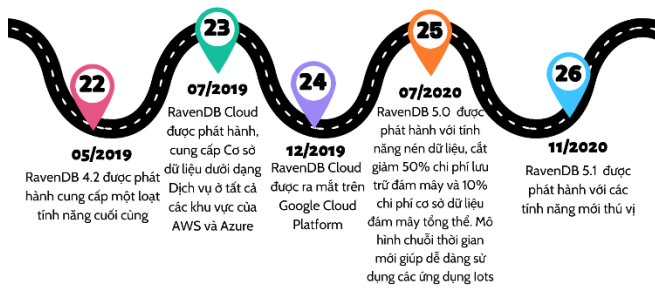 22
05/2019
RavenDB 4.2 được phát
hành cung cấp một loạt
tính năng cuối cùng
23
07/2019
RavenDB Cloud
được phát hành,
cung cấp Cơ sở
dữ liệu dưới dạng
Dịch vụ ở tất cả
các khu vực của
AWS và Azure
24
12/2019
RavenDB Cloud
được ra mắt trên
Google Cloud
Platform
25
07/2020
RavenDB 5.0 được
phát hành với tính
năng nén dữ liệu, cắt
giảm 50% chi phí lưu
trữ đám mây và 10%
chi phí cơ sở dữ liệu
đám mây tổng thể. Mô
hình chuỗi thời gian
mới giúp dễ dàng sử
dụng các ứng dụng lots
26
11/2020
RavenDB 5.1 được
phát hành với các
tính năng mới thú vị